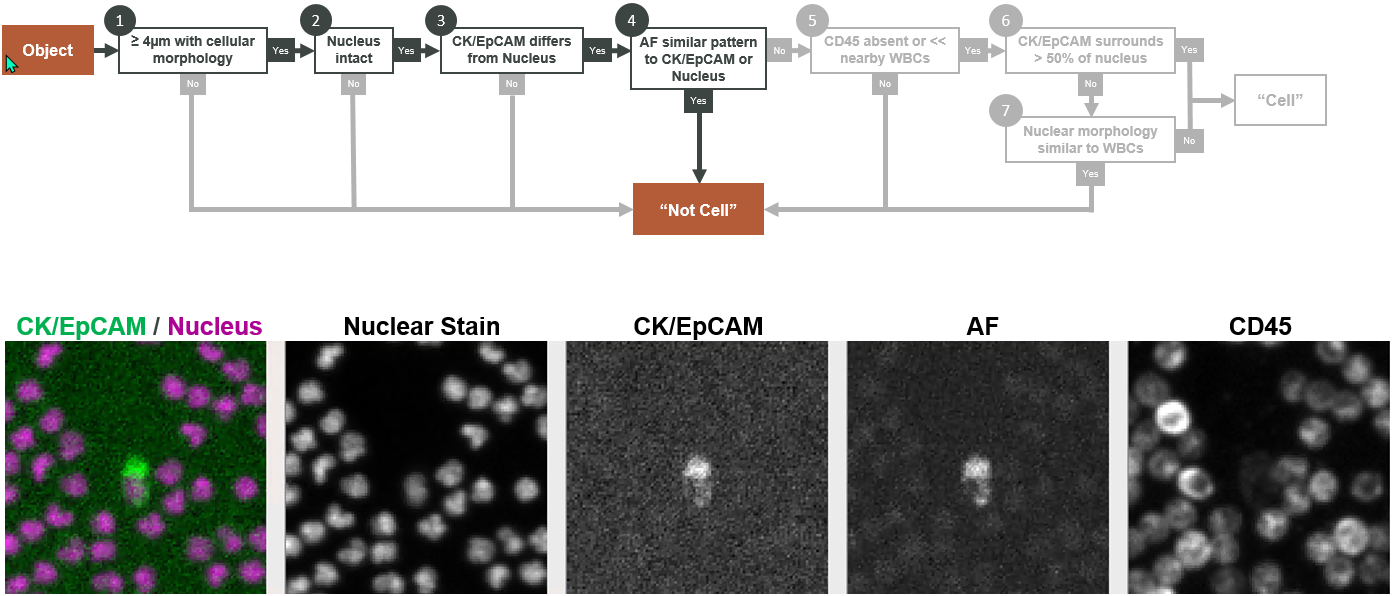 1
2
3
4
5
6
Object
≥ 4µm with cellular
morphology
Yes
Nucleus
intact
Yes
CK/EpCAM differs
from Nucleus
Yes
AF similar pattern
to CK/EpCAM or
Nucleus
No
CD45 absent or <<
nearby WBCs
Yes
CK/EpCAM surrounds
> 50% of nucleus
Yes
No
No
No
Yes
No
No
“Cell”
7
Nuclear morphology
similar to WBCs
No
Yes
“Not Cell”
CK/EpCAM / Nucleus
Nuclear Stain
CK/EpCAM
AF
CD45